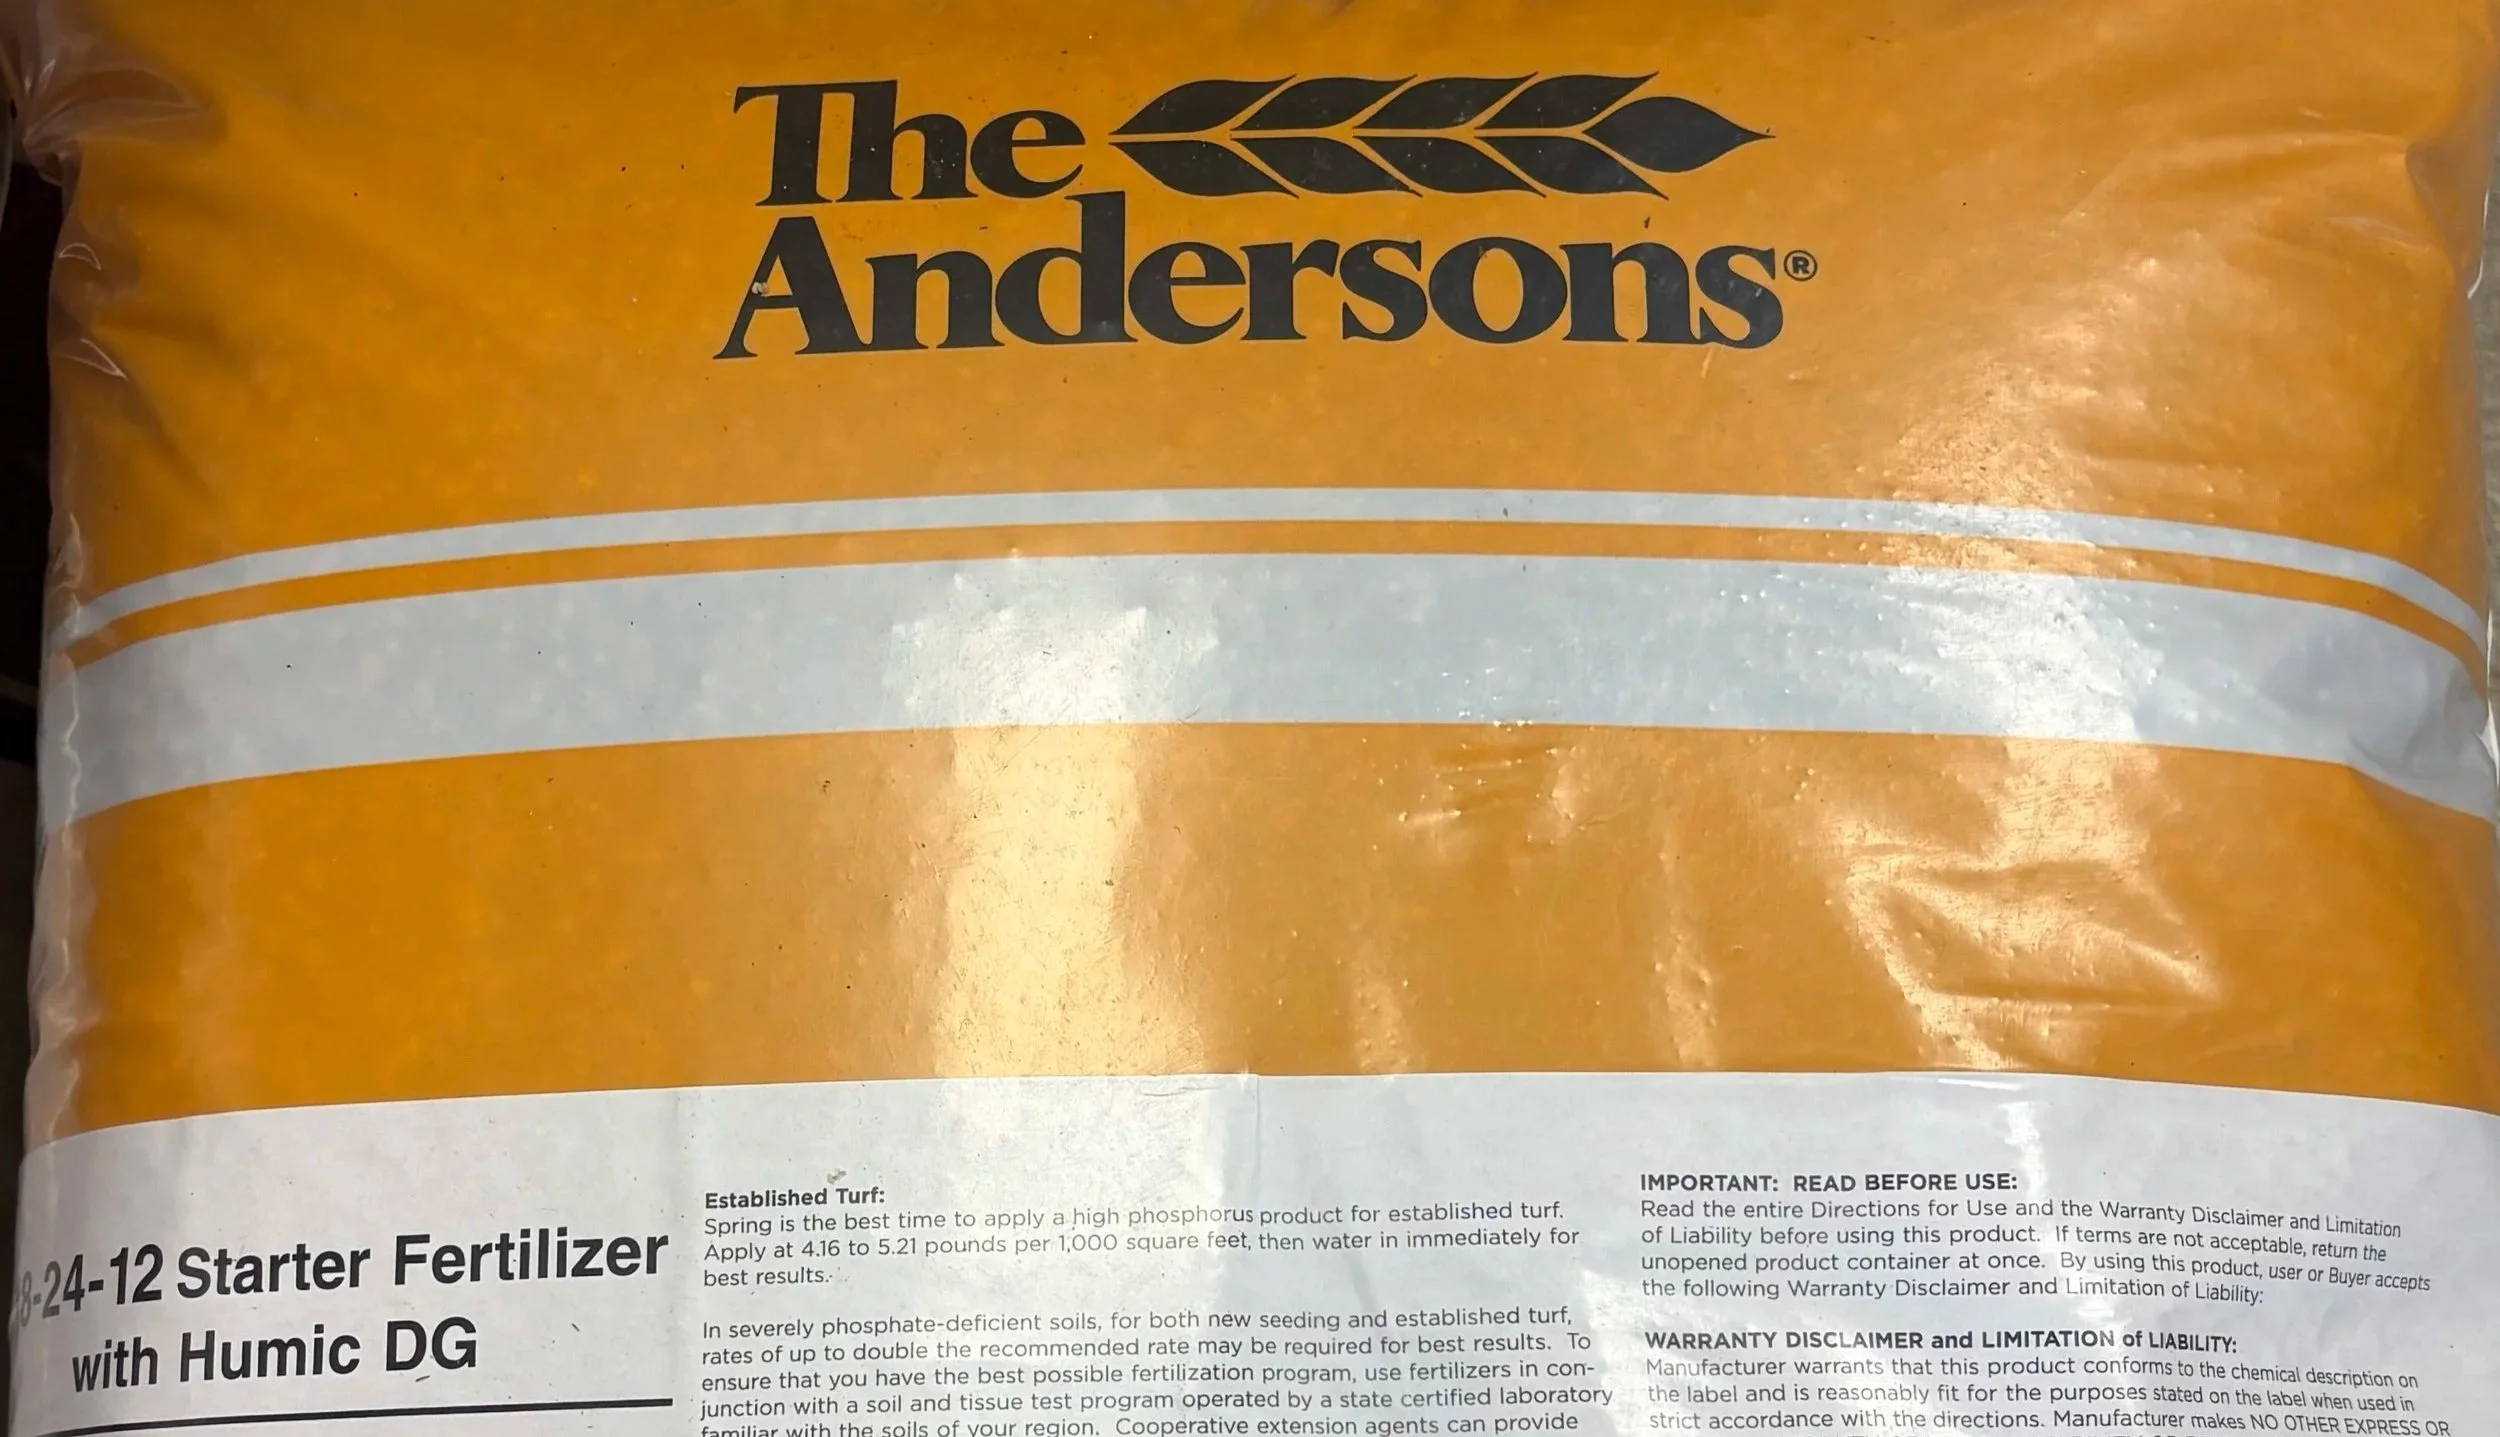 The
Andersons®
18-24-12 Starter Fertilizer
with Humic DG
Established Turf:
Spring is the best time to apply a high phosphorus product for established turf.
Apply at 4.16 to 5.21 pounds per 1,000 square feet, then water in immediately for
best results.
In severely phosphate-deficient soils, for both new seeding and established turf,
rates of up to double the recommended rate may be required for best results. To
ensure that you have the best possible fertilization program, use fertilizers in con-
junction with a soil and tissue test program operated by a state certified laboratory
familiar with the soils of your region. Cooperative extension agents can provide
IMPORTANT: READ BEFORE USE:
Read the entire Directions for Use and the Warranty Disclaimer and Limitation
of Liability before using this product. If terms are not acceptable, return the
unopened product container at once. By using this product, user or Buyer accepts
the following Warranty Disclaimer and Limitation of Liability:
WARRANTY DISCLAIMER and LIMITATION of LIABILITY:
Manufacturer warrants that this product conforms to the chemical description on
the label and is reasonably fit for the purposes stated on the label when used in
strict accordance with the directions. Manufacturer makes NO OTHER EXPRESS OR